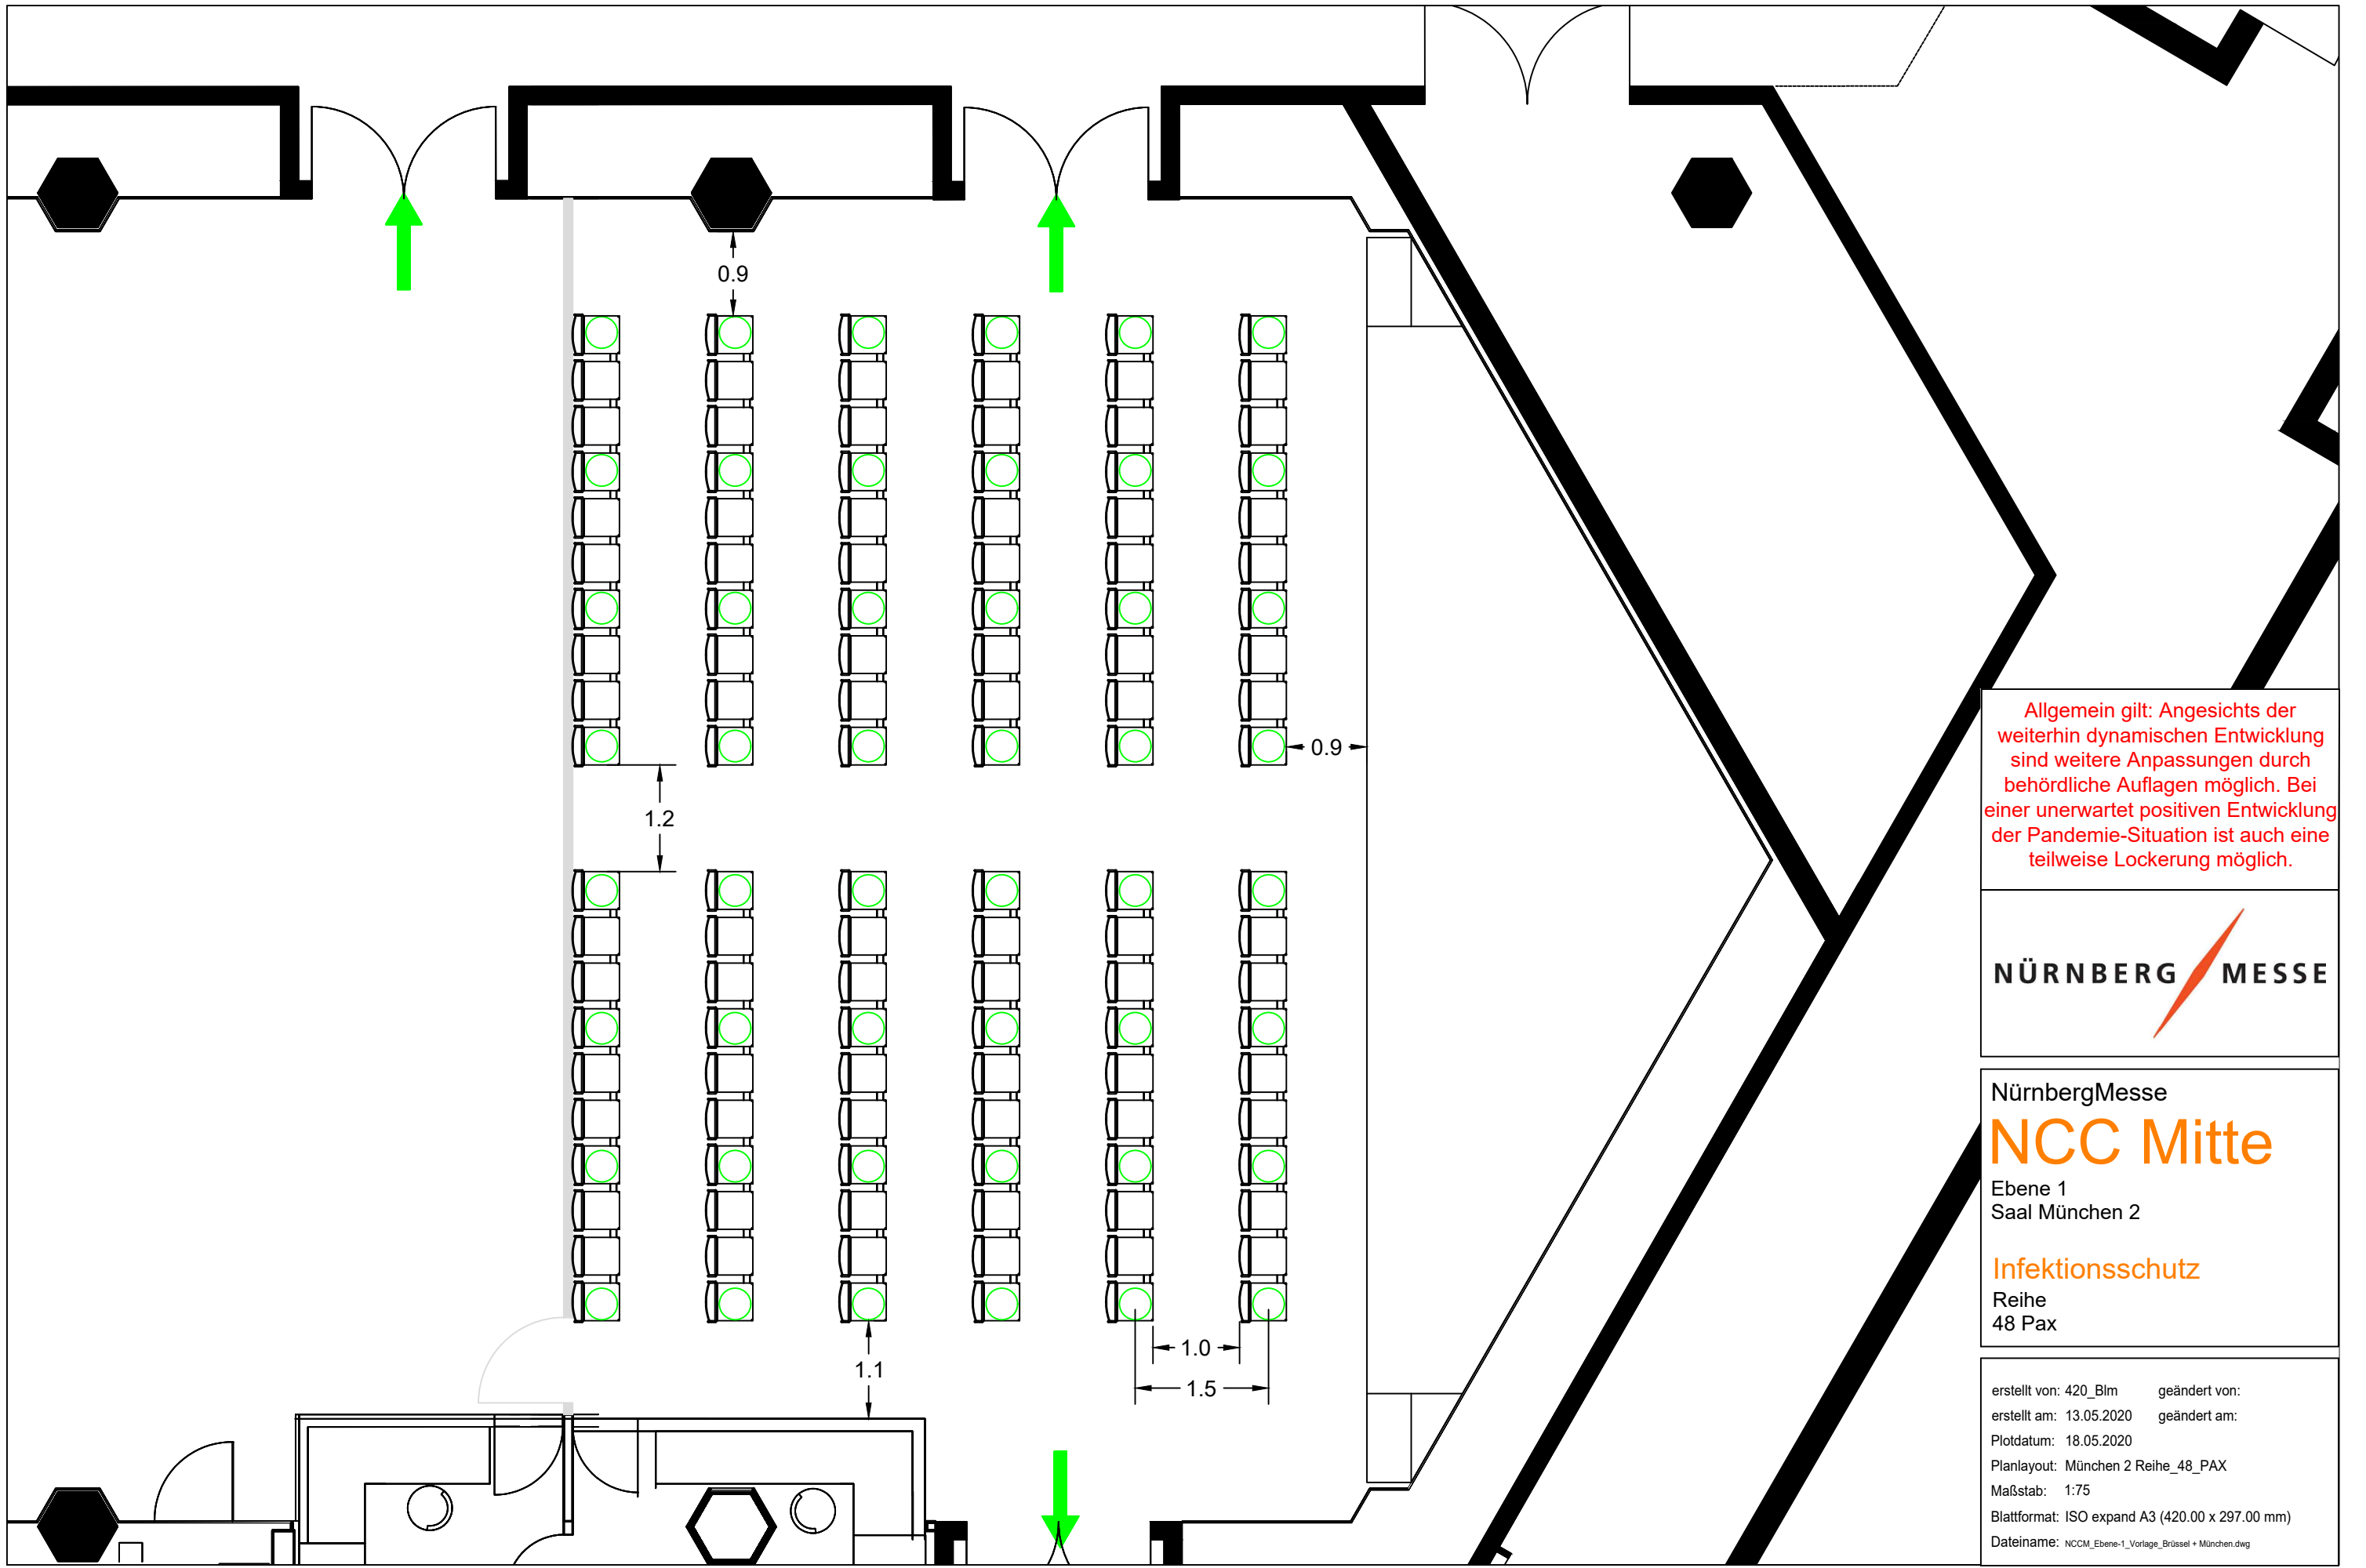 0.9
0.9
1.2
1.1
1.0
1.5
Allgemein gilt: Angesichts der
weiterhin dynamischen Entwicklung
sind weitere Anpassungen durch
behördliche Auflagen möglich. Bei
einer unerwartet positiven Entwicklung
der Pandemie-Situation ist auch eine
teilweise Lockerung möglich.
NÜRNBERG MESSE
NürnbergMesse
NCC Mitte
Ebene 1
Saal München 2
Infektionsschutz
Reihe
48 Pax
erstellt von: 420_Blm geändert von:
erstellt am: 13.05.2020 geändert am:
Plotdatum: 18.05.2020
Planlayout: München 2 Reihe_48_PAX
Maßstab: 1:75
Blattformat: ISO expand A3 (420.00 x 297.00 mm)
Dateiname: NCCM_Ebene-1_Vorlage_Brüssel + München.dwg